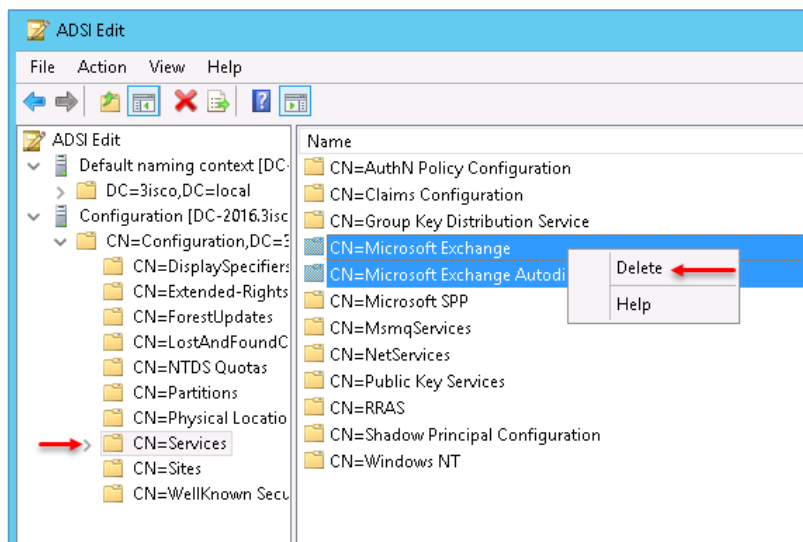 ADSI Edit
File Action View Help
ADSI Edit
Default naming context [DC-
DC=3isco,DC=local
Configuration [DC-2016.3isc
CN=Configuration,DC=3
CN=DisplaySpecifiers
CN=Extended-Rights
CN=ForestUpdates
CN=LostAndFoundC
CN=NTDS Quotas
CN=Partitions
CN=Physical Locatio
CN=Services
CN=Sites
CN=WellKnown Secu
Name
CN=AuthN Policy Configuration
CN=Claims Configuration
CN=Group Key Distribution Service
CN=Microsoft Exchange
CN=Microsoft Exchange Autodi
CN=Microsoft SPP
CN=MsmqServices
CN=NetServices
CN=Public Key Services
CN=RRAS
CN=Shadow Principal Configuration
CN=Windows NT
Delete
Help